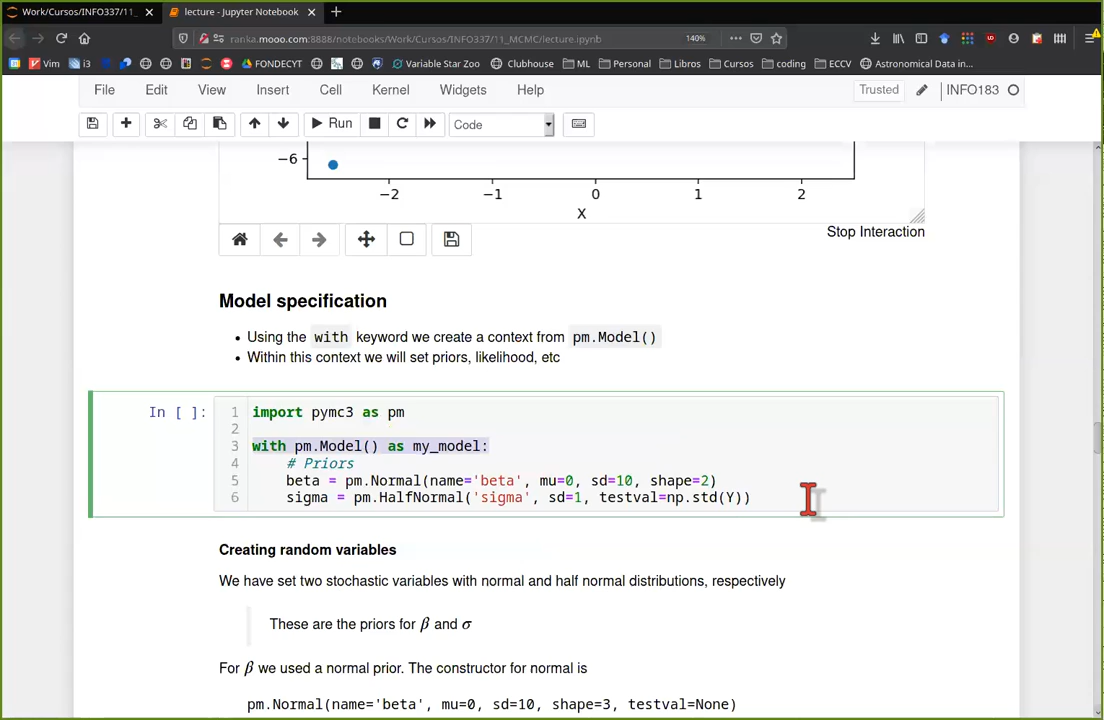 Work/Cursos/INFO337/11_ lecture - Jupyter Notebook
ranka.mooo.com:8888/notebooks/Work/Cursos/INFO337/11_MCMC/lecture.ipynb 140%
Vim i3 FONDECYT Variable Star Zoo Clubhouse ML Personal Libros Cursos coding ECCV Astronomical Data in...
File Edit View Insert Cell Kernel Widgets Help Trusted INFO183
Run Code
−6
−2 −1 0 1 2
X
Stop Interaction
Model specification
• Using the with keyword we create a context from pm.Model()
• Within this context we will set priors, likelihood, etc
In [ ]: 1 import pymc3 as pm
2
3 with pm.Model() as my_model:
4 # Priors
5 beta = pm.Normal(name='beta', mu=0, sd=10, shape=2)
6 sigma = pm.HalfNormal('sigma', sd=1, testval=np.std(Y))
Creating random variables
We have set two stochastic variables with normal and half normal distributions, respectively
These are the priors for β and σ
For β we used a normal prior. The constructor for normal is
pm.Normal(name='beta', mu=0, sd=10, shape=3, testval=None)